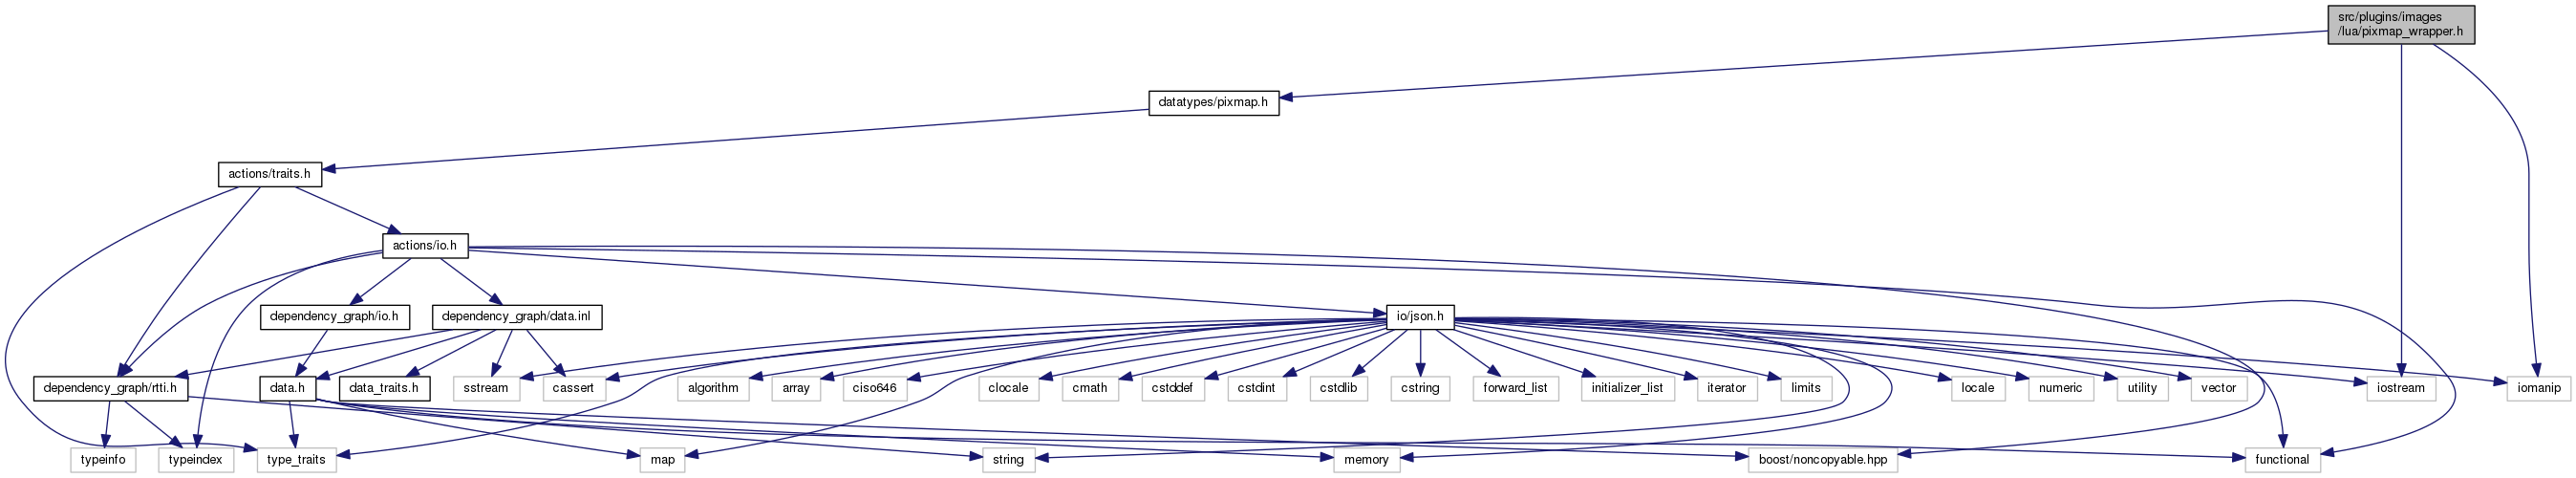 src/plugins/images
/lua/pixmap_wrapper.h
datatypes/pixmap.h
actions/traits.h
actions/io.h
dependency_graph/io.h
dependency_graph/data.inl
io/json.h
dependency_graph/rtti.h
data.h
data_traits.h
sstream
cassert
algorithm
array
ciso646
clocale
cmath
cstddef
cstdint
cstdlib
cstring
forward_list
initializer_list
iterator
limits
locale
numeric
utility
vector
iostream
iomanip
typeinfo
typeindex
type_traits
map
string
memory
boost/noncopyable.hpp
functional